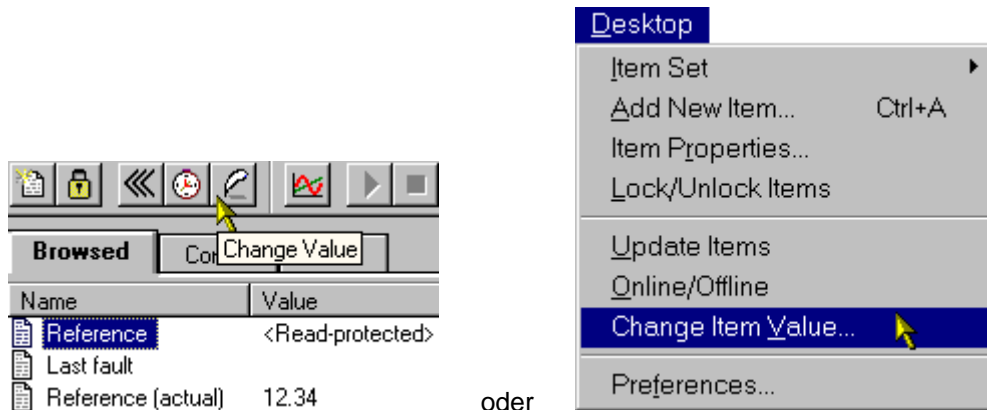 Change Value
Browsed
Name Value
Reference <Read-protected>
Last fault
Reference (actual) 12.34
oder
Desktop
Item Set
Add New Item... Ctrl+A
Item Properties...
Lock/Unlock Items
Update Items
Online/Offline
Change Item Value...
Preferences...